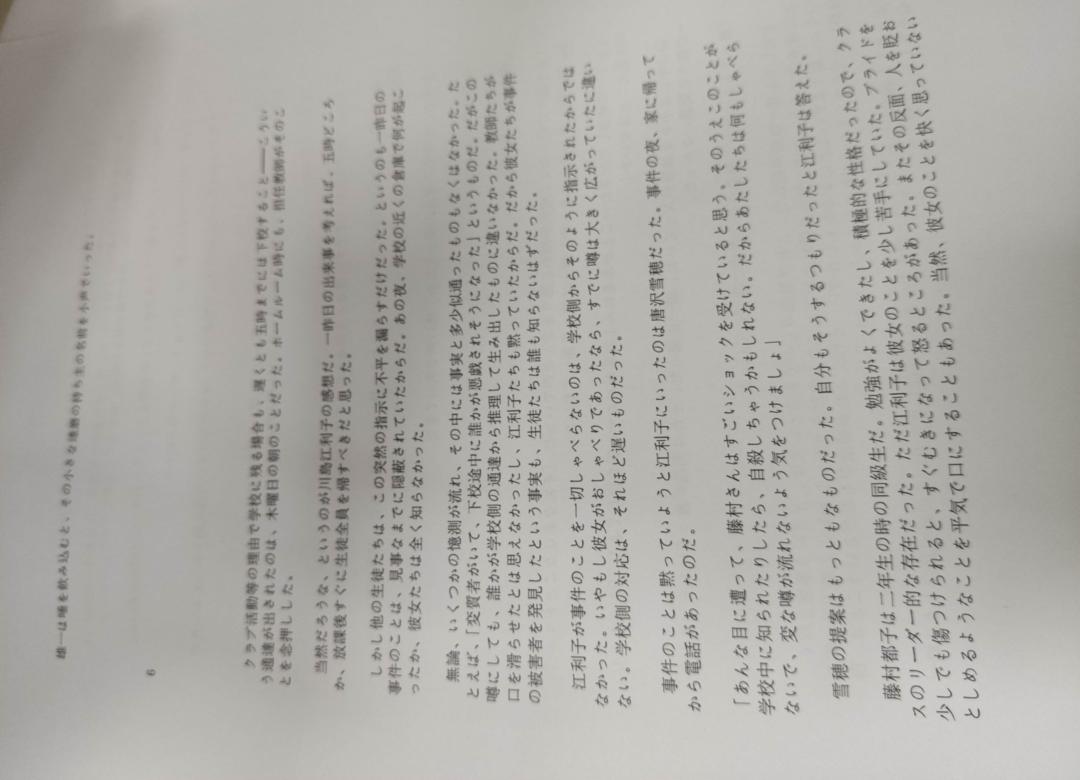 雄一は唾を飲み込むと、その小さな
の持ち主の名前を小声でいった。
6
クラブ活動等の理由で学校に残る場合も、遅くとも五時までには下校すること――こうい
う通達が出されたのは、木曜日の朝のことだった。ホームルーム時にも、担任教師がそのこ
とを念押しした。
当然だろうな、というのが川島江利子の感想だ。一昨日の出来事を考えれば、五時どころ
か、放課後すぐに生徒全員を帰すべきだと思った。
しかし他の生徒たちは、この突然の指示に不平を漏らすだけだった。というのも一昨日の
事件のことは、見事なまでに隠蔽されていたからだ。あの夜、学校の近くの倉庫で何が起こ
ったか、彼女たちは全く知らなかった。
無論、いくつかの憶測が流れ、その中には事実と多少似通ったものもなくはなかった。た
とえば、「変質者がいて、下校途中に誰かが悪戯されそうになった」というものだ。だがこの
噂にしても、誰かが学校側の通達から推理して生み出したものに違いなかった。教師たちが
口を滑らせたとは思えなかったし、江利子たちも黙っていたからだ。だから彼女たちが事件
の被害者を発見したという事実も、生徒たちは誰も知らないはずだった。
江利子が事件のことを一切しゃべらないのは、学校側からそのように指示されたからでは
なかった。いやもし彼女がおしゃべりであったなら、すでに噂は大きく広がっていたに違い
ない。学校側の対応は、それほど遅いものだった。
事件のことは黙っていようと江利子にいったのは唐沢雪穂だった。事件の夜、家に帰って
から電話があったのだ。
「あんな目に遭って、藤村さんはすごいショックを受けていると思う。そのうえこのことが
学校中に知られたりしたら、自殺しちゃうかもしれない。だからあたしたちは何もしゃべら
ないで、変な噂が流れないよう気をつけましょ」
雪穂の提案はもっともなものだった。自分もそうするつもりだったと江利子は答えた。
藤村都子は二年生の時の同級生だ。勉強がよくできたし、積極的な性格だったので、クラ
スのリーダー的な存在だった。ただ江利子は彼女のことを少し苦手にしていた。プライドを
少しでも傷つけられると、すぐむきになって怒るところがあった。またその反面、人を貶お
としめるようなことを平気で口にすることもあった。当然、彼女のことを快く思っていない